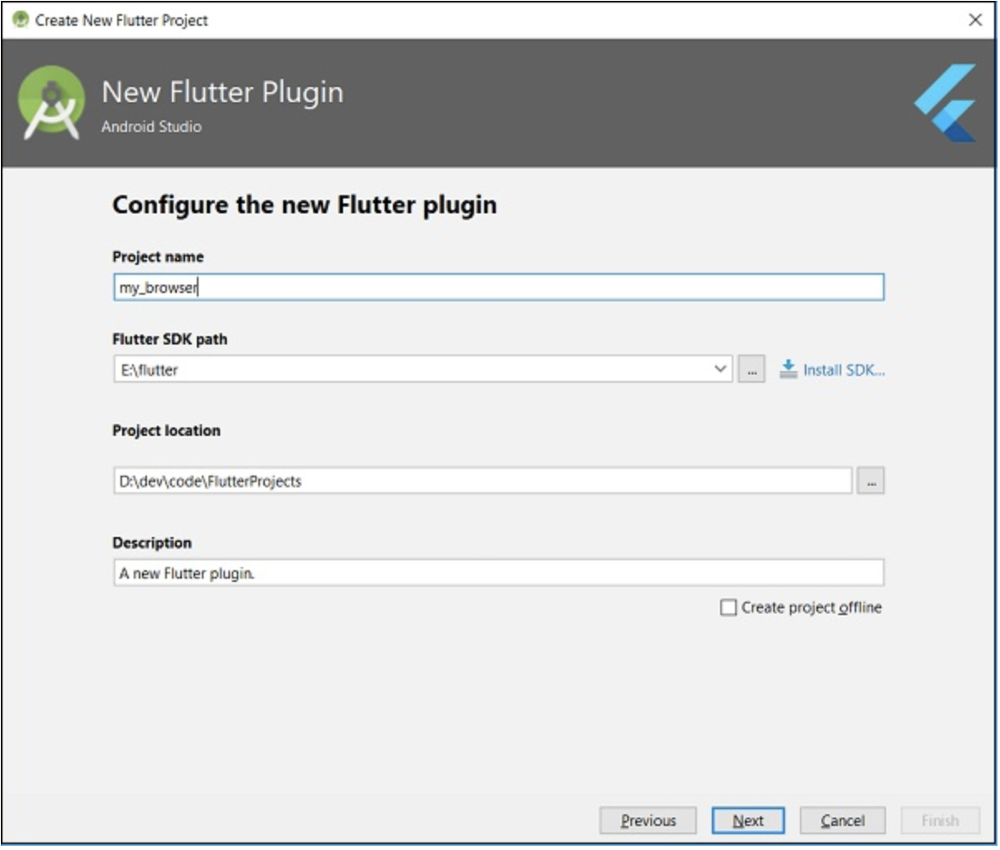 Create New Flutter Project
New Flutter Plugin
Android Studio
Configure the new Flutter plugin
Project name
my_browser
Flutter SDK path
E:\flutter
... Install SDK...
Project location
D:\dev\code\FlutterProjects
...
Description
A new Flutter plugin.
Create project offline
Previous Next Cancel Finish